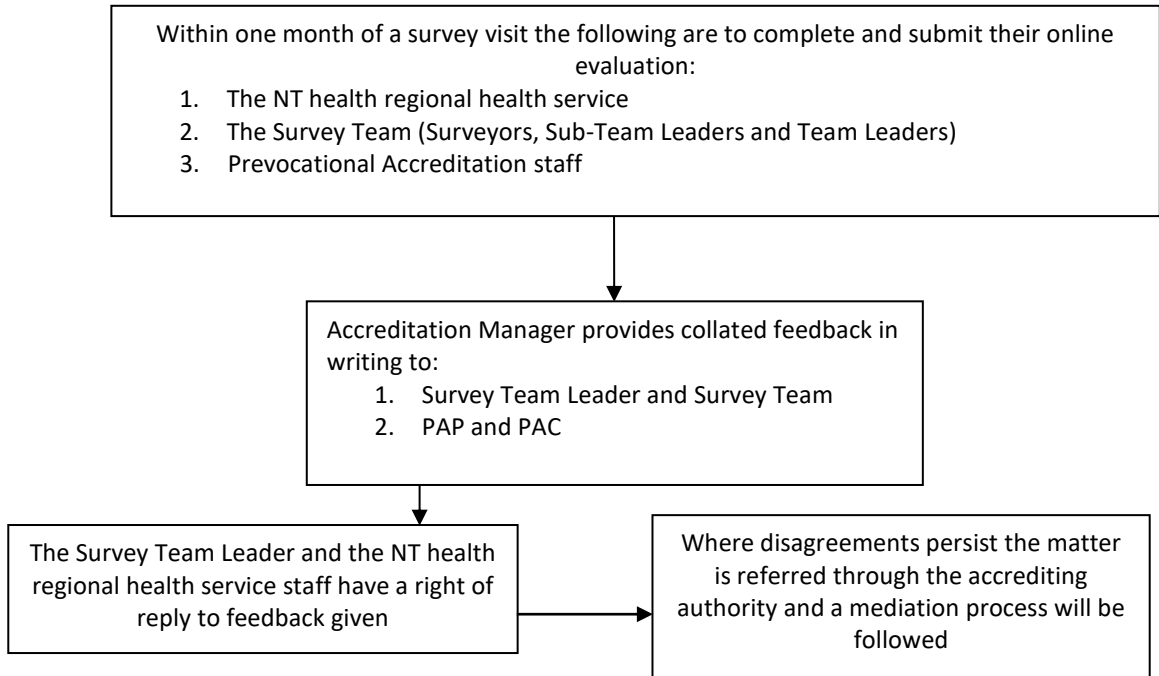 Within one month of a survey visit the following are to complete and submit their online
evaluation:
1. The NT health regional health service
2. The Survey Team (Surveyors, Sub-Team Leaders and Team Leaders)
3. Prevocational Accreditation staff
Accreditation Manager provides collated feedback in
writing to:
1. Survey Team Leader and Survey Team
2. PAP and PAC
The Survey Team Leader and the NT health
regional health service staff have a right of
reply to feedback given
Where disagreements persist the matter
is referred through the accrediting
authority and a mediation process will be
followed